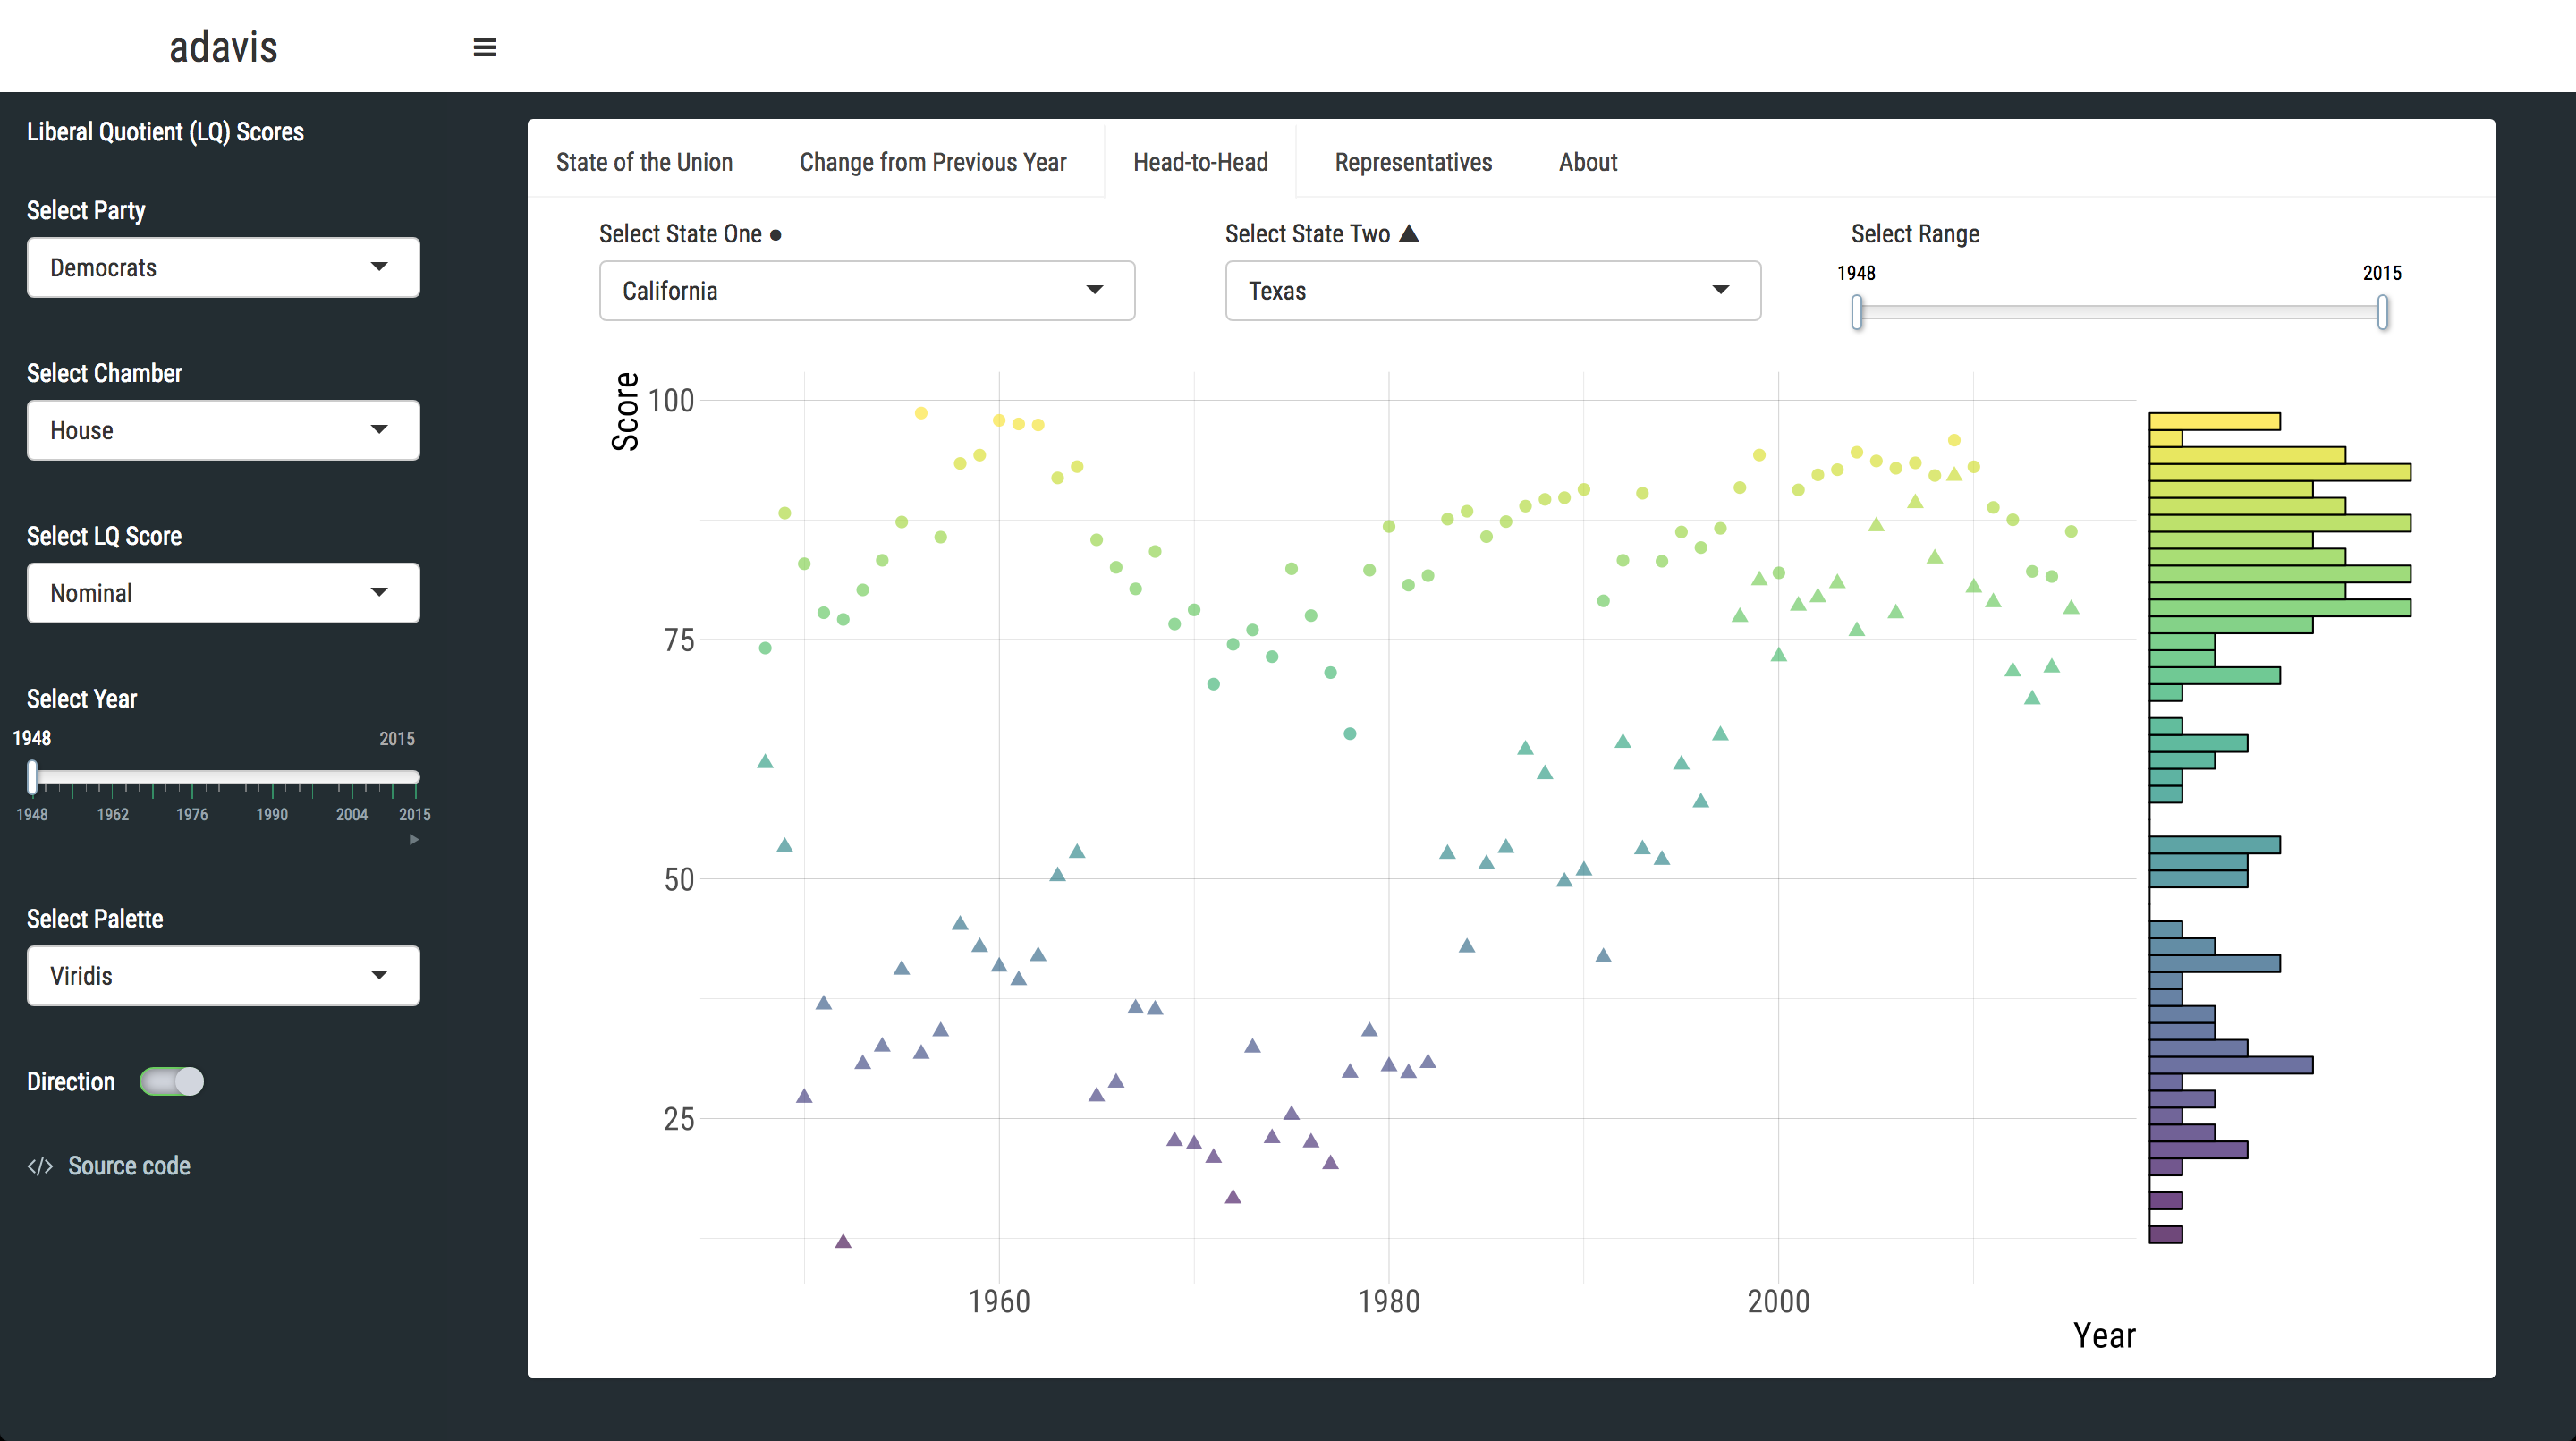 adavis
Liberal Quotient (LQ) Scores
Select Party
Democrats
Select Chamber
House
Select LQ Score
Nominal
Select Year
1948 2015
1948 1962 1976 1990 2004 2015
Select Palette
Viridis
Direction
</> Source code
State of the Union Change from Previous Year Head-to-Head Representatives About
Select State One ● Select State Two ▲ Select Range
California Texas
1948 2015
Score
100
75
50
25
1960 1980 2000
Year